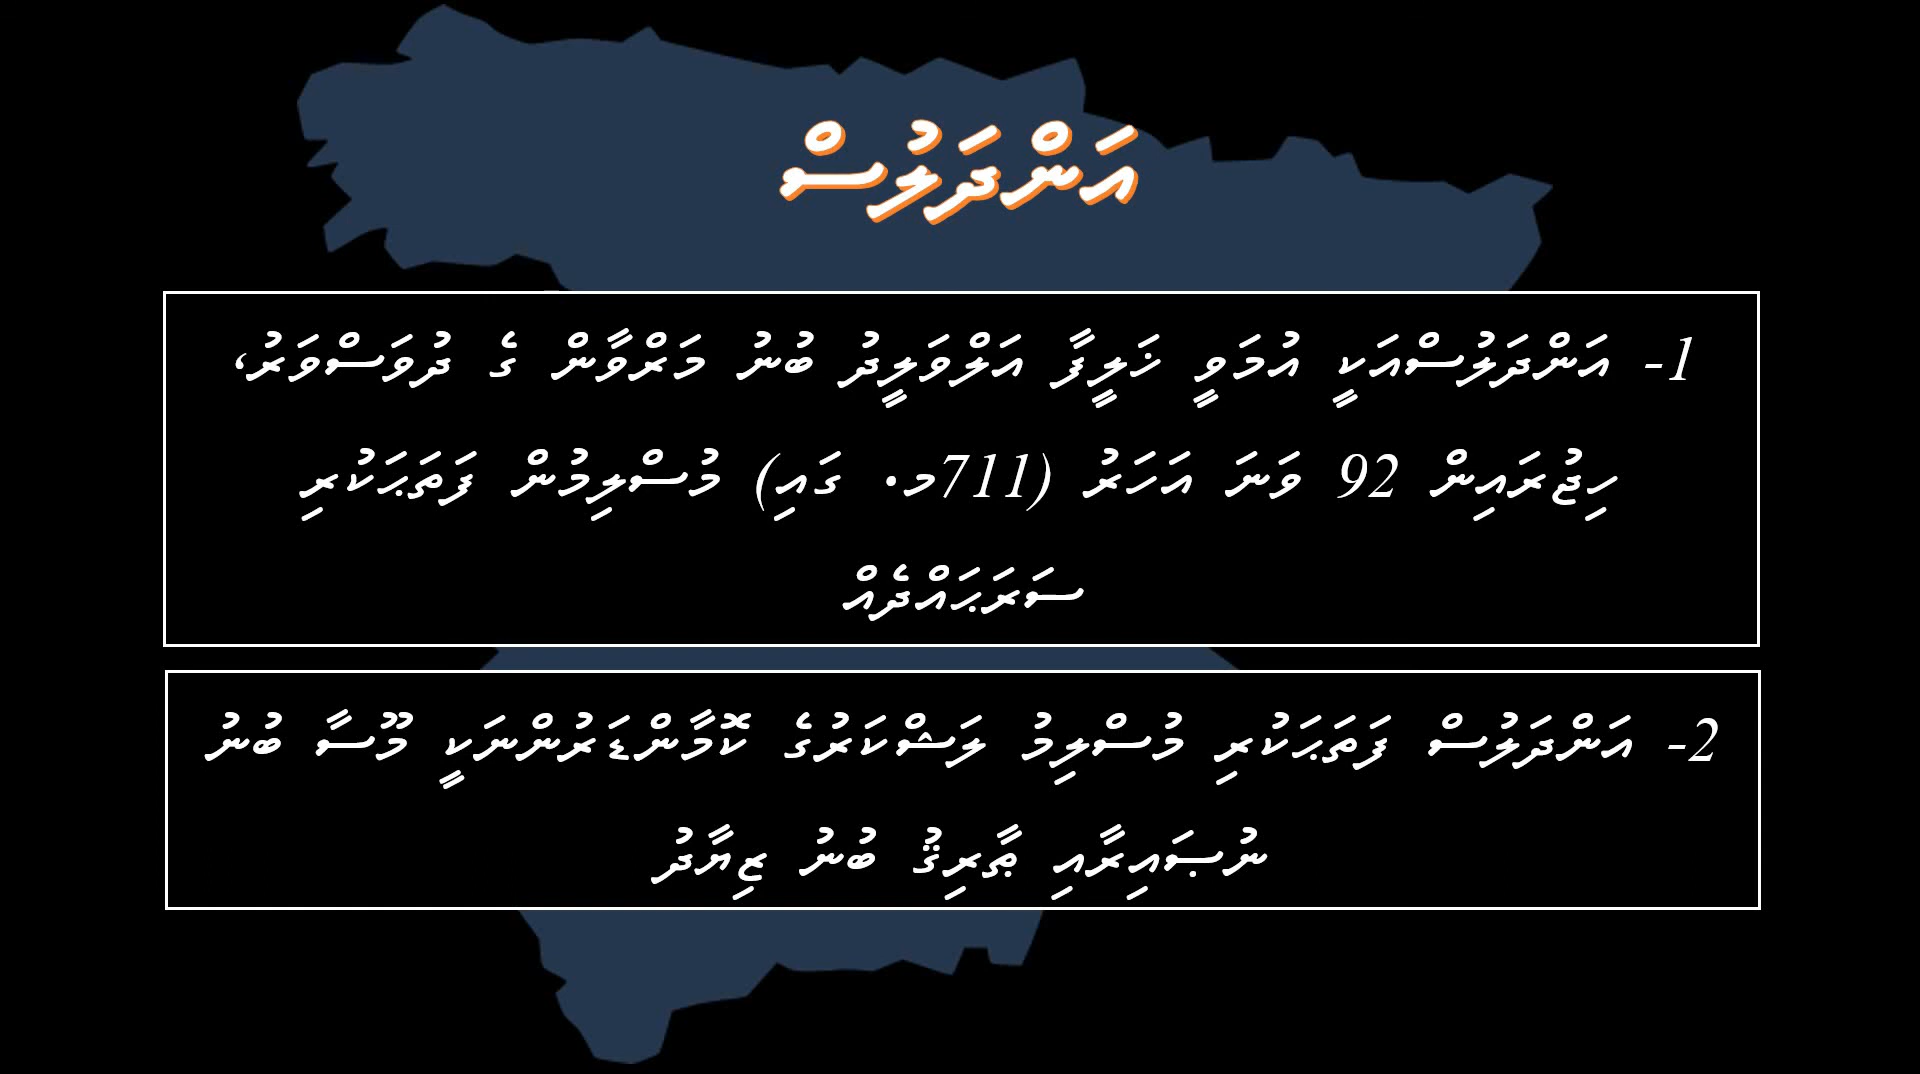 އަންދަލުސް
1- އަންދަލުސްއަކީ އުމަވީ ޚަލީފާ އަލްވަލީދު ބުނު މަރްވާން ގެ ދުވަސްވަރު،
ހިޖުރައިން 92 ވަނަ އަހަރު (711މ. ގައި) މުސްލިމުން ފަތަޙަކުރި
ސަރަޙައްދެއް
2- އަންދަލުސް ފަތަޙަކުރި މުސްލިމު ލަޝްކަރުގެ ކޮމާންޑަރުންނަކީ މޫސާ ބުނު
ނުޞައިރާއި ޠާރިޤު ބުނު ޒިޔާދު